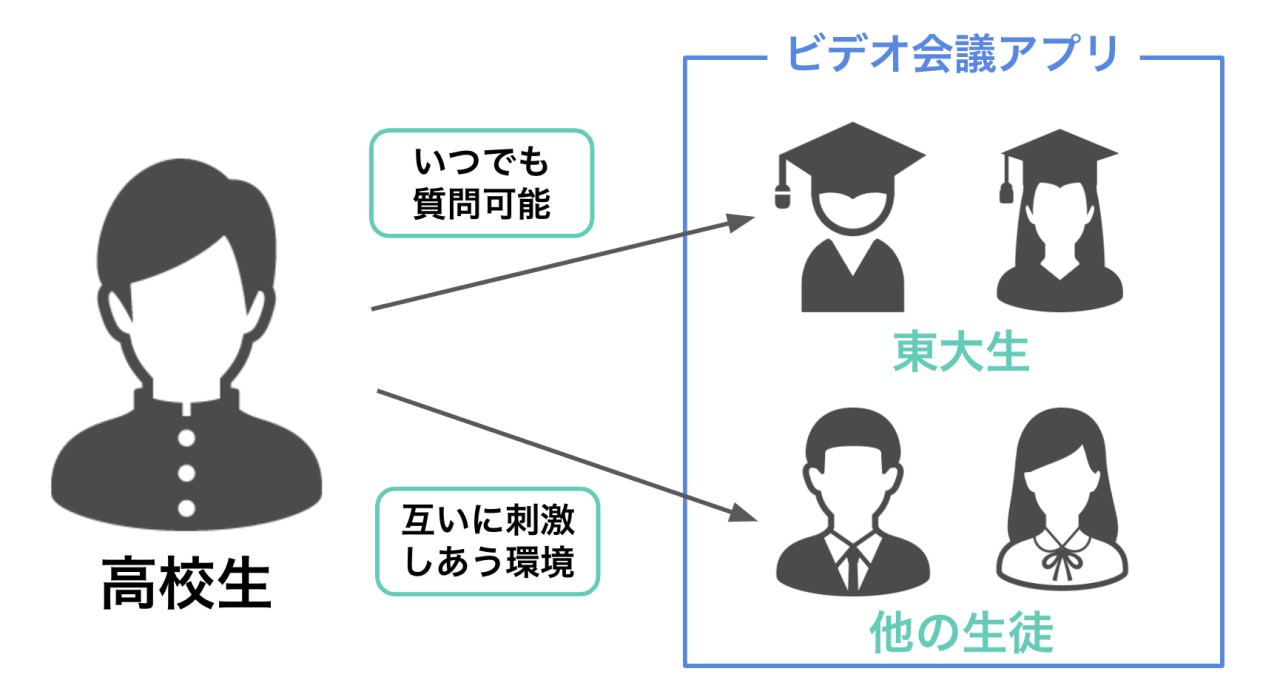 ビデオ会議アプリ
いつでも
質問可能
東大生
互いに刺激
しあう環境
高校生
他の生徒